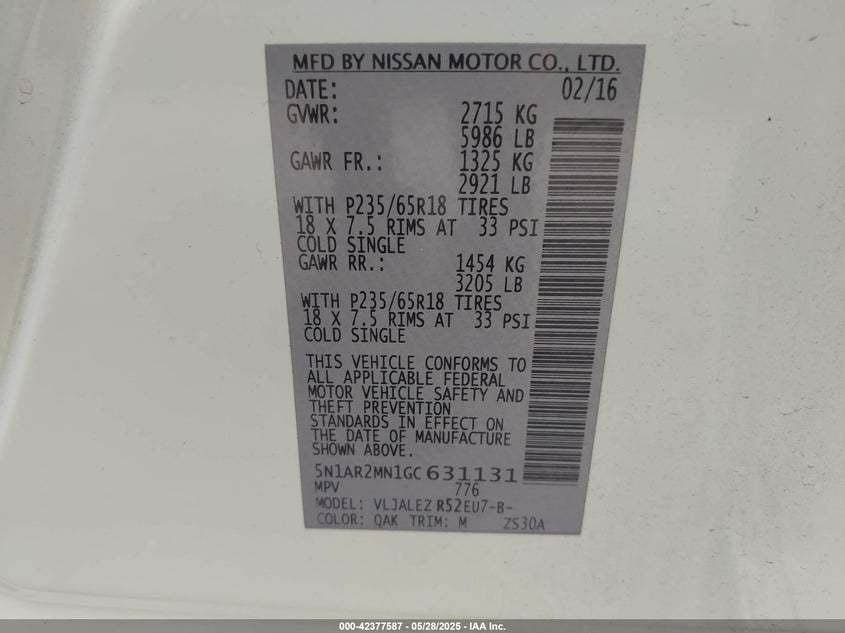 MFD BY NISSAN MOTOR CO., LTD.
DATE: 02/16
GVWR: 2715 KG
5986 LB
GAWR FR.: 1325 KG
2921 LB
WITH P235/65R18 TIRES
18 X 7.5 RIMS AT 33 PSI
COLD SINGLE
GAWR RR.: 1454 KG
3205 LB
WITH P235/65R18 TIRES
18 X 7.5 RIMS AT 33 PSI
COLD SINGLE
THIS VEHICLE CONFORMS TO
ALL APPLICABLE FEDERAL
MOTOR VEHICLE SAFETY AND
THEFT PREVENTION
STANDARDS IN EFFECT ON
THE DATE OF MANUFACTURE
SHOWN ABOVE.
5N1AR2MN1GC631131
MPV 776
MODEL: VLJALEZ R52EU7-B-
COLOR: QAK TRIM: M ZS30A
000-42377587 - 05/28/2025 - IAA Inc.